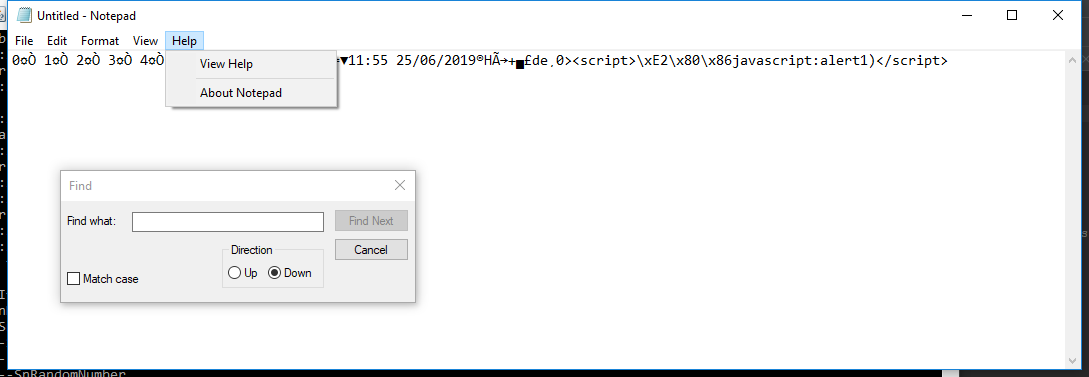 Untitled - Notepad
File Edit Format View Help
0¤Ò 1¤Ò 2¤Ò 3¤Ò 4¤Ò
▼11:55 25/06/2019®HÃ→+▄£de¸0><script>\xE2\x80\x86javascript:alert1)</script>
View Help
About Notepad
Find
Find what:
Find Next
Direction
Cancel
Up Down
Match case
--SnRandomNumber